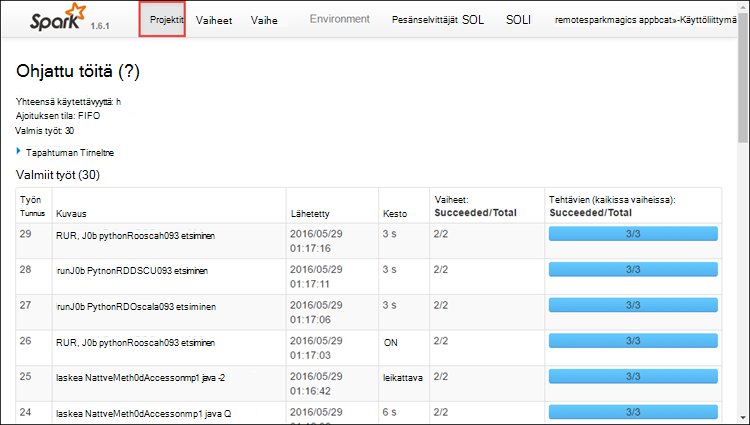 Spark 1.6.1 Projektit Vaiheet Vaihe Environment Pesänselvittäjät SOL SOLI remotesparkmagics appbcat»-Käyttöliittymä
Ohjattu töitä (?)
Yhteensä käytettävyyttä: h
Ajoituksen tila: FIFO
Valmis työt: 30
Tapahtuman Tirneltre
Valmiit työt (30)
Työn Tunnus Kuvaus Lähetetty Kesto Vaiheet: Succeeded/Total Tehtävien (kaikissa vaiheissa): Succeeded/Total
29 RUR, J0b pythonRooscah093 etsiminen 2016/05/29 01:17:16 3 s 2/2 3/3
28 runJ0b PytnonRDDSCU093 etsiminen 2016/05/29 01:17:11 3 s 2/2 3/3
27 runJ0b PythonRDOscala093 etsiminen 2016/05/29 01:17:06 3 s 2/2 3/3
26 RUR, J0b pythonRooscah093 etsiminen 2016/05/29 01:17:03 ON 2/2 3/3
25 laskea NattveMeth0dAccessonmp1 java -2 2016/05/29 01:16:42 leikattava 2/2 3/3
24 laskea NattveMeth0dAccessonmp1 java Q 2016/05/29 6 s 2/2 3/3